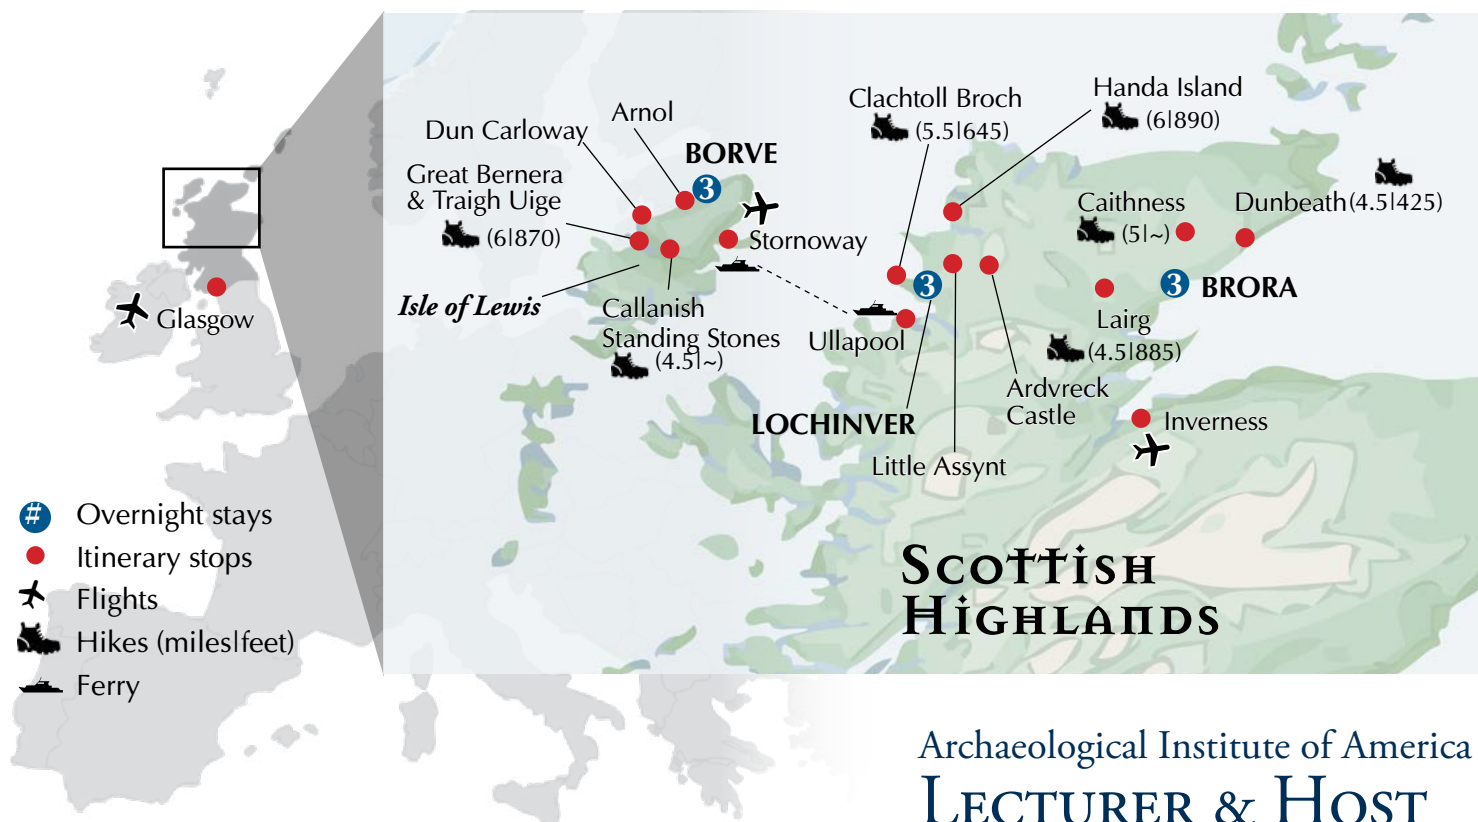 Clachtoll Broch
(5.5|645)
Handa Island
(6|890)
Arnol
Dun Carloway
BORVE
3
Great Bernera
& Traigh Uige
(6|870)
Stornoway
Caithness
(5|~)
Dunbeath (4.5|425)
Isle of Lewis
Callanish
Standing Stones
(4.5|~)
Ullapool
3
3
BRORA
Lairg
(4.5|885)
Glasgow
LOCHINVER
Ardvreck
Castle
Little Assynt
Inverness
# Overnight stays
Itinerary stops
Flights
Hikes (miles|feet)
Ferry
SCOTTISH
HIGHLANDS
Archaeological Institute of America
LECTURER & HOST